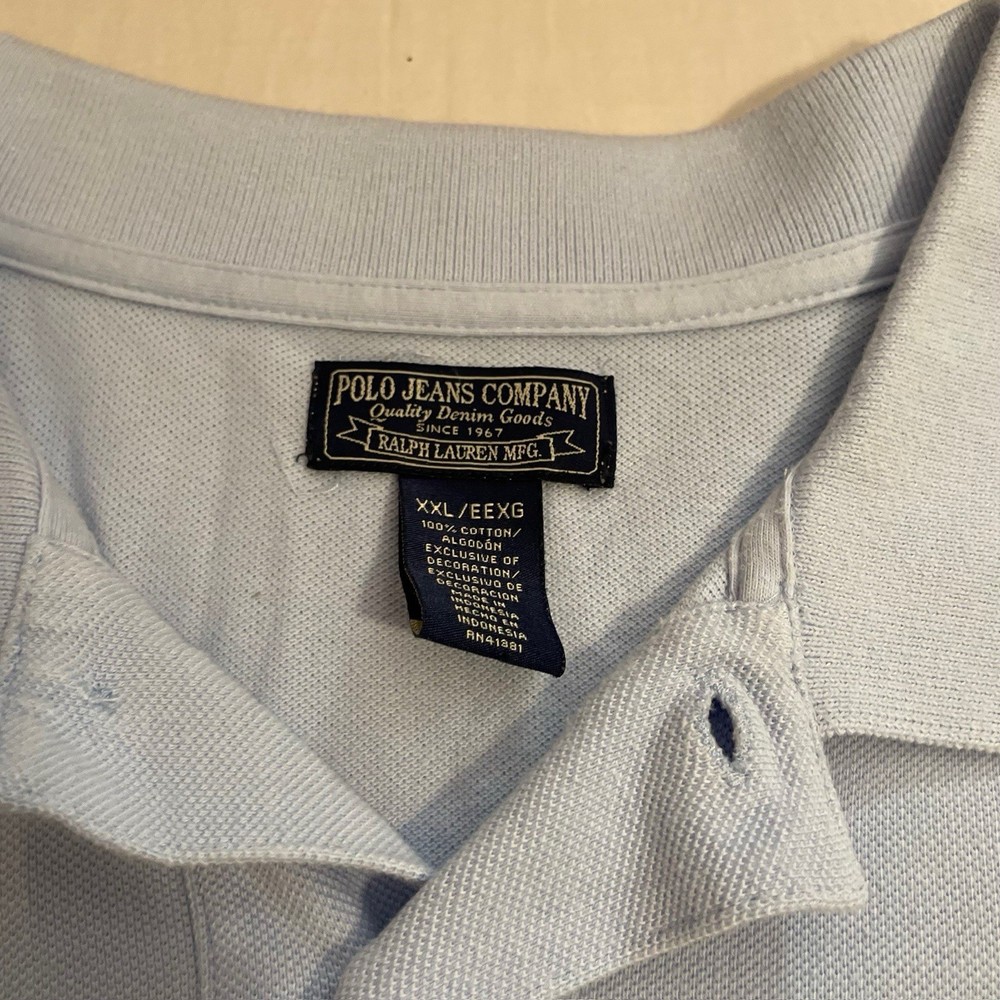 POLO JEANS COMPANY
Quality Denim Goods
SINCE 1967
RALPH LAUREN MFG.
XXL/EEXG
100% COTTON/
ALGODÓN
EXCLUSIVE OF
DECORATION/
EXCLUSIVO DE
DECORACION
MADE IN
INDONESIA
HECHO EN
INDONESIA
RN41381